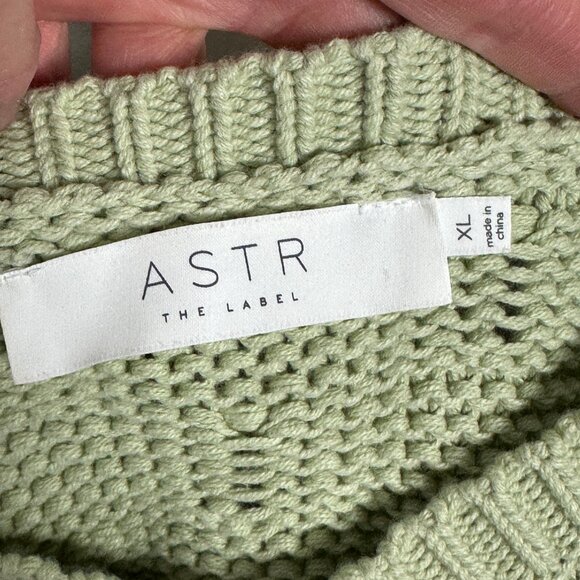 ASTR
THE LABEL
XL
made in
china